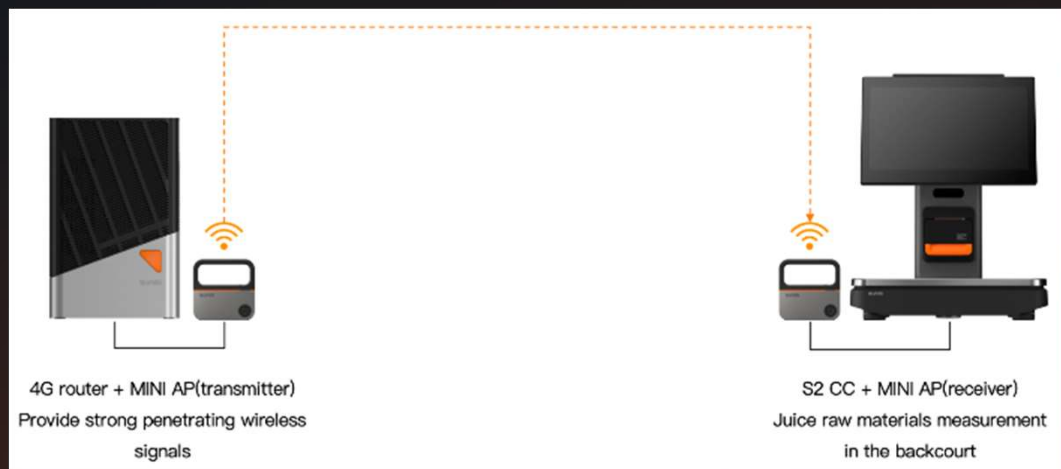 4G router + MINI AP(transmitter)
Provide strong penetrating wireless
signals
S2 CC + MINI AP(receiver)
Juice raw materials measurement
in the backcourt